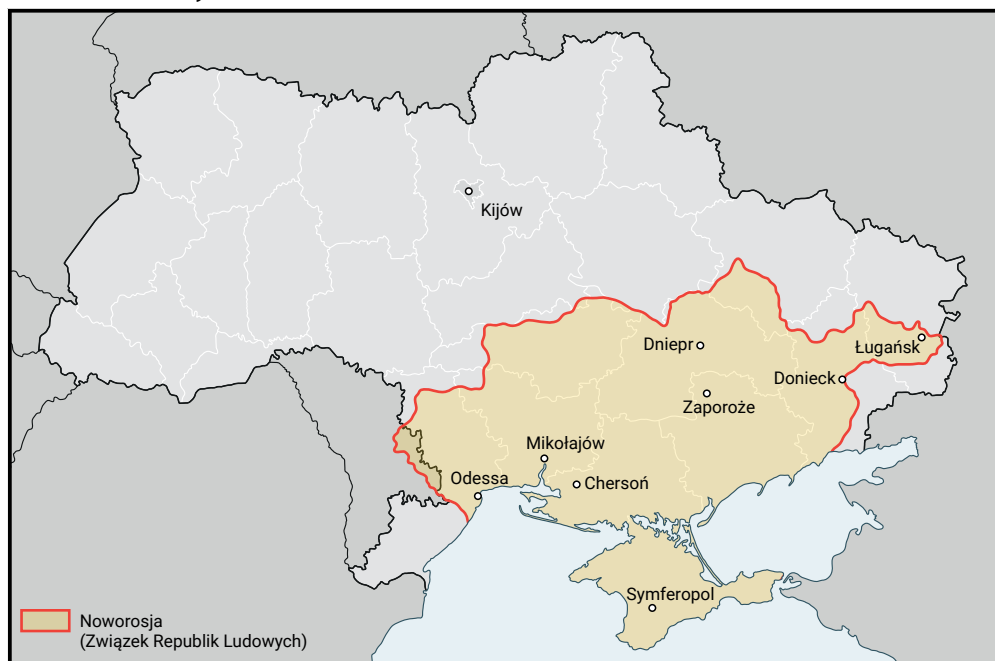 Kijów
Dniepr
Ługańsk
Donieck
Zaporoże
Mikołajów
Odessa
Chersoń
Symferopol
Noworosja
(Związek Republik Ludowych)